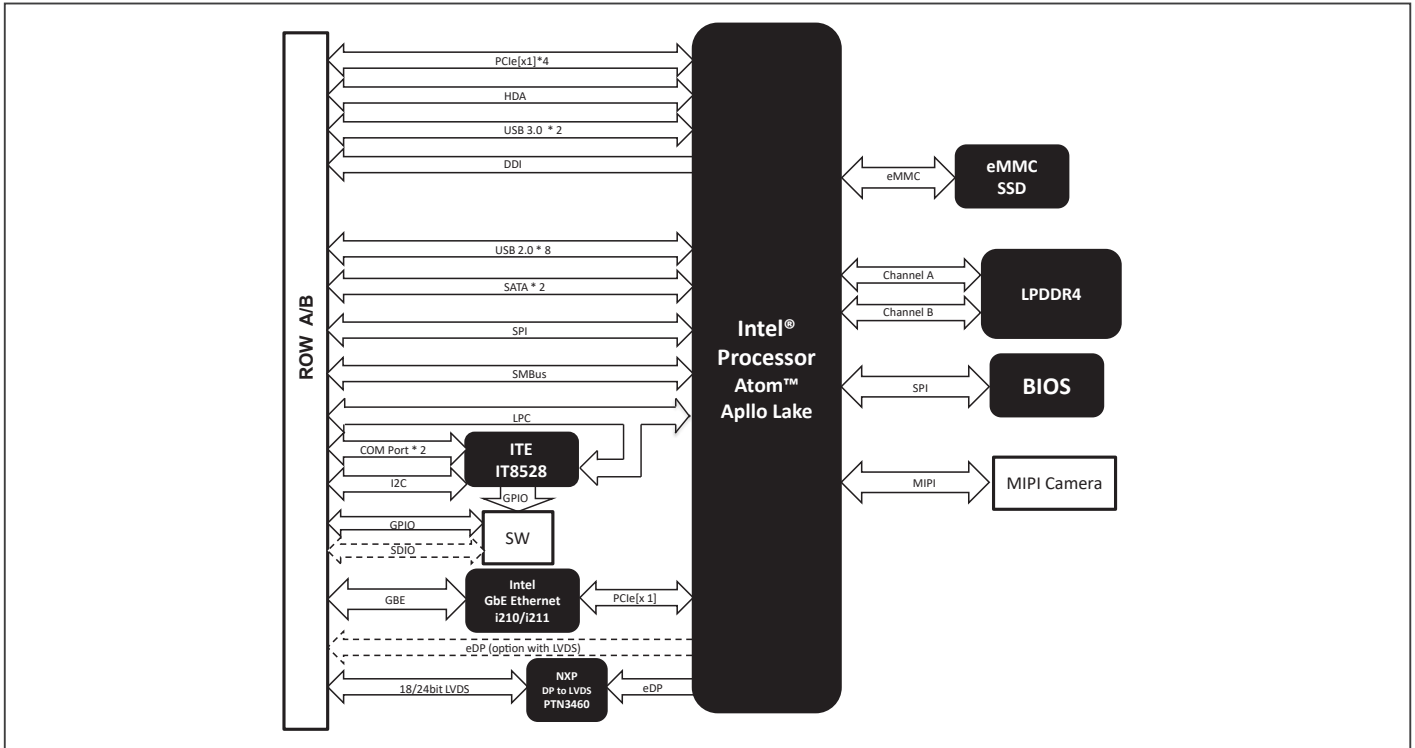 ROW A/B
PCIe[x1]*4
HDA
USB 3.0 * 2
DDI
USB 2.0 * 8
SATA * 2
SPI
SMBus
LPC
COM Port * 2
I2C
ITE
IT8528
GPIO
GPIO
SDIO
SW
GBE
Intel
GbE Ethernet
i210/i211
PCIe[x 1]
eDP (option with LVDS)
18/24bit LVDS
NXP
DP to LVDS
PTN3460
eDP
Intel®
Processor
Atom™
Apllo Lake
eMMC
eMMC
SSD
Channel A
Channel B
LPDDR4
SPI
BIOS
MIPI
MIPI Camera